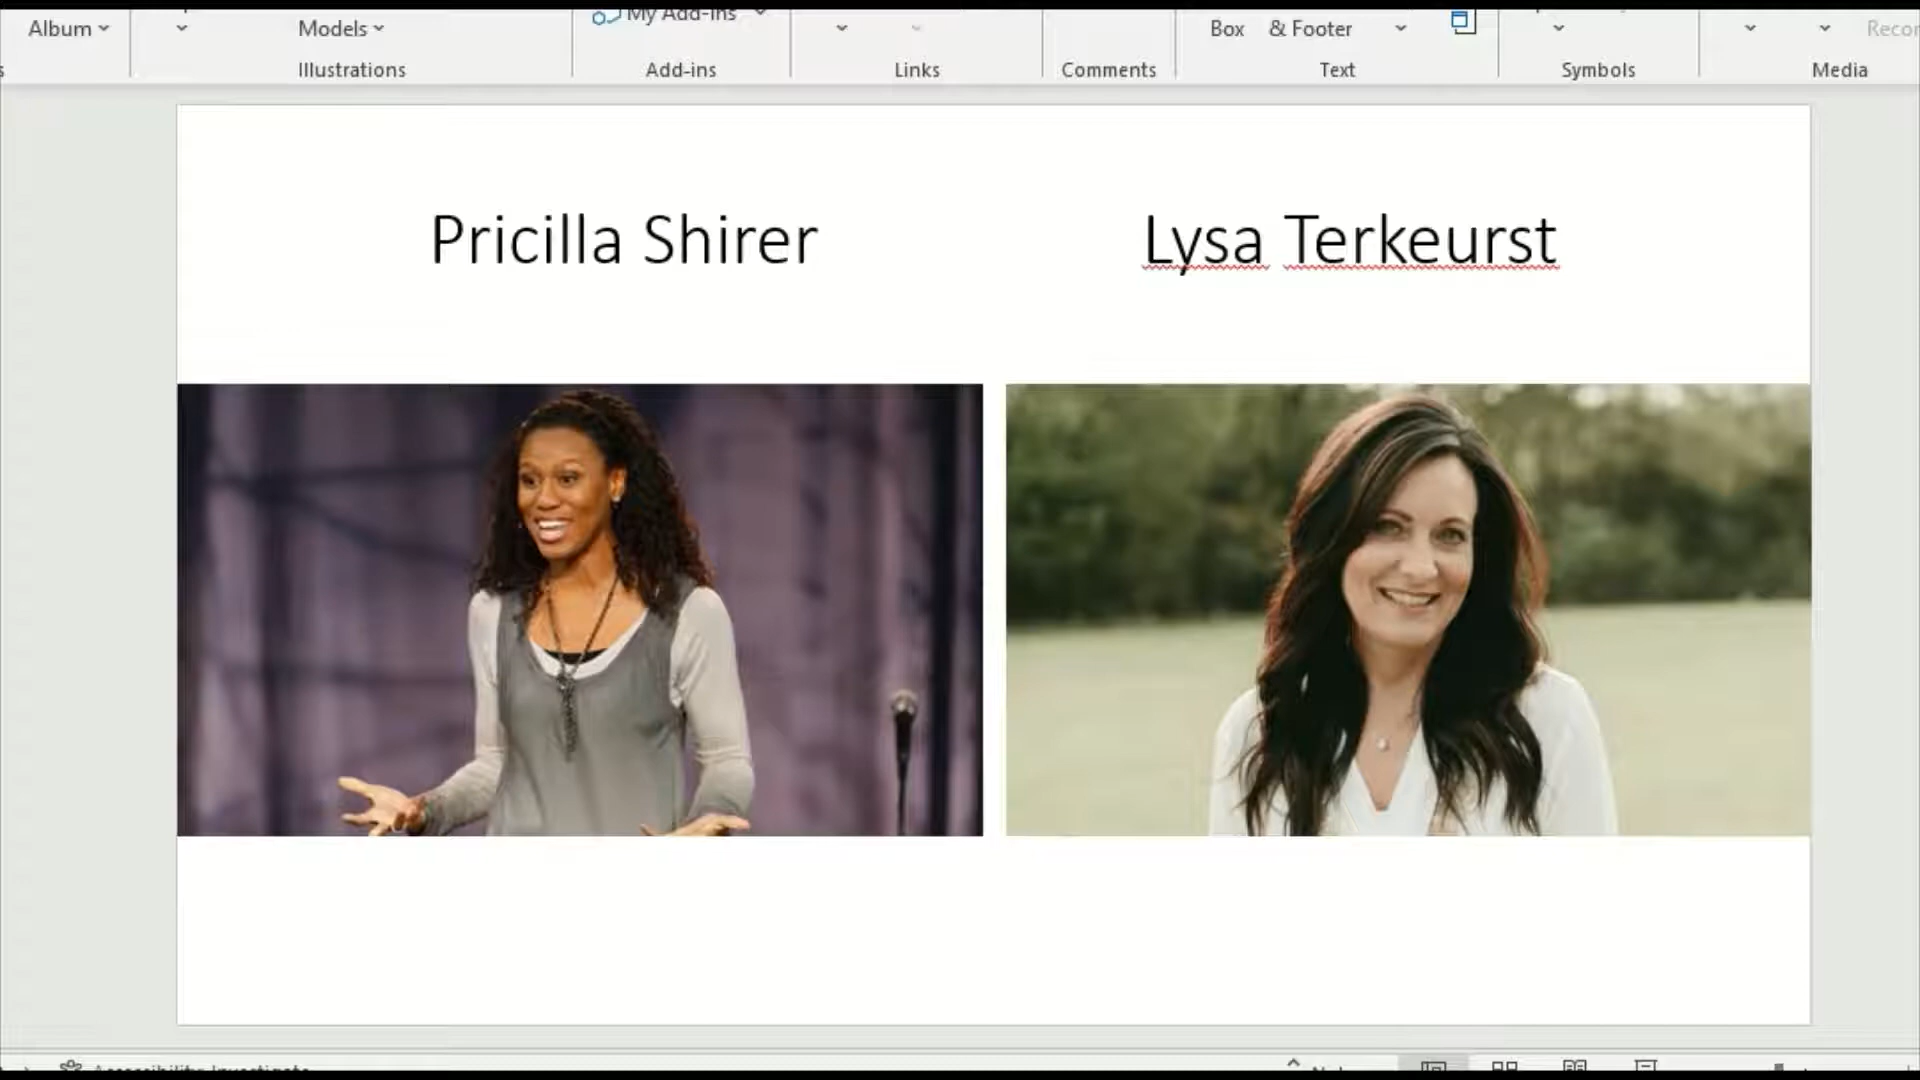 My Add-ins
Album
Models
Box & Footer
Recor
Illustrations
Add-ins
Links
Comments
Text
Symbols
Media
Pricilla Shirer
Lysa Terkeurst